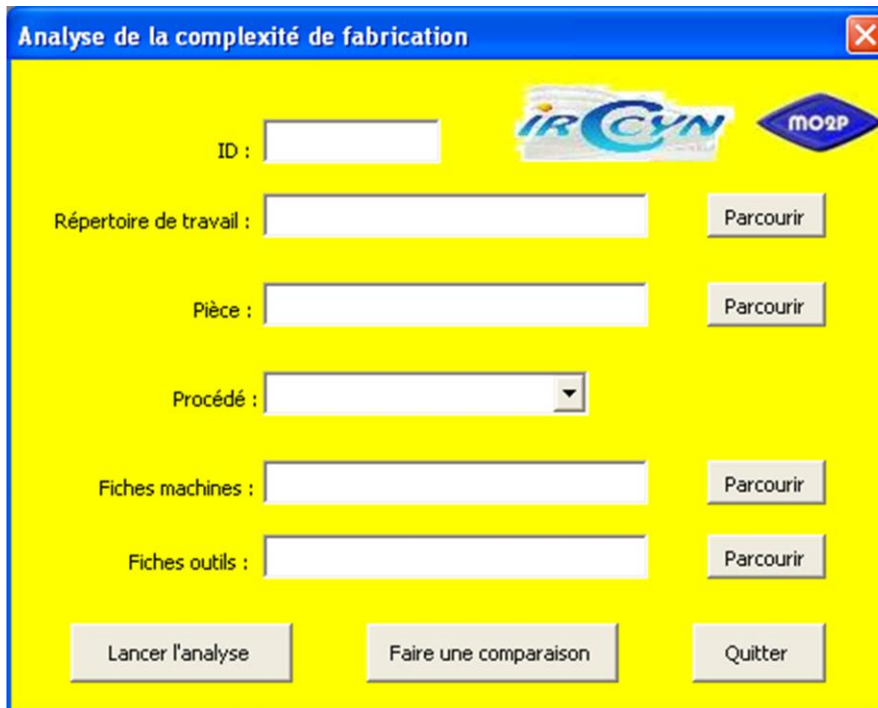 Analyse de la complexité de fabrication
IRCCYN
MO2P
ID :
Répertoire de travail :
Parcourir
Pièce :
Parcourir
Procédé :
Fiches machines :
Parcourir
Fiches outils :
Parcourir
Lancer l'analyse
Faire une comparaison
Quitter